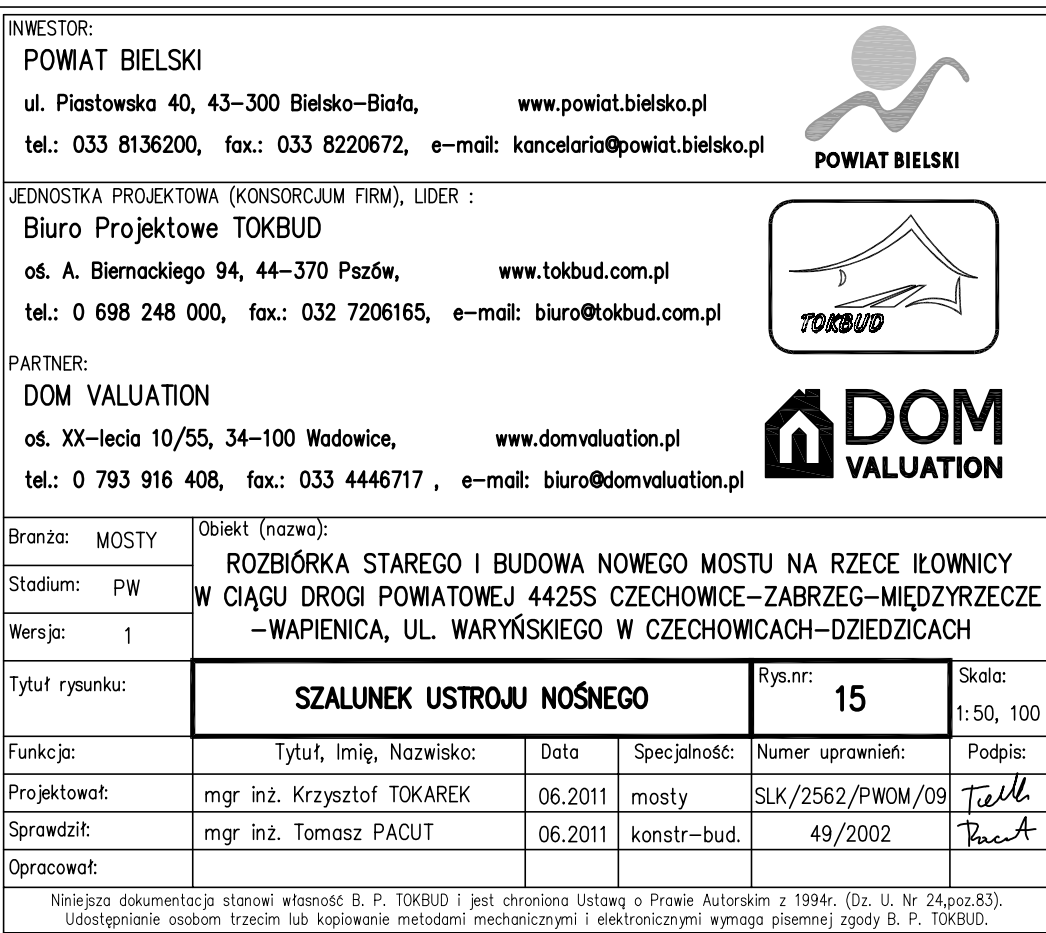 INWESTOR:
POWIAT BIELSKI
ul. Piastowska 40, 43-300 Bielsko-Biała, www.powiat.bielsko.pl
tel.: 033 8136200, fax.: 033 8220672, e-mail: kancelaria@powiat.bielsko.pl
POWIAT BIELSKI
JEDNOSTKA PROJEKTOWA (KONSORCJUM FIRM), LIDER :
Biuro Projektowe TOKBUD
oś. A. Biernackiego 94, 44-370 Pszów, www.tokbud.com.pl
tel.: 0 698 248 000, fax.: 032 7206165, e-mail: biuro@tokbud.com.pl
TOKBUD
PARTNER:
DOM VALUATION
oś. XX-lecia 10/55, 34-100 Wadowice, www.domvaluation.pl
tel.: 0 793 916 408, fax.: 033 4446717 , e-mail: biuro@domvaluation.pl
DOM
VALUATION
Branża: MOSTY
Stadium: PW
Wersja: 1
Obiekt (nazwa):
ROZBIÓRKA STAREGO I BUDOWA NOWEGO MOSTU NA RZECE IŁOWNICY
W CIĄGU DROGI POWIATOWEJ 4425S CZECHOWICE-ZABRZEG-MIĘDZYRZECZE
-WAPIENICA, UL. WARYŃSKIEGO W CZECHOWICACH-DZIEDZICACH
Tytuł rysunku: SZALUNEK USTROJU NOŚNEGO Rys.nr: 15 Skala: 1:50, 100
Funkcja: Tytuł, Imię, Nazwisko: Data Specjalność: Numer uprawnień: Podpis:
Projektował: mgr inż. Krzysztof TOKAREK 06.2011 mosty SLK/2562/PWOM/09
Sprawdził: mgr inż. Tomasz PACUT 06.2011 konstr-bud. 49/2002
Opracował:
Niniejsza dokumentacja stanowi własność B. P. TOKBUD i jest chroniona Ustawą o Prawie Autorskim z 1994r. (Dz. U. Nr 24,poz.83).
Udostępnianie osobom trzecim lub kopiowanie metodami mechanicznymi i elektronicznymi wymaga pisemnej zgody B. P. TOKBUD.